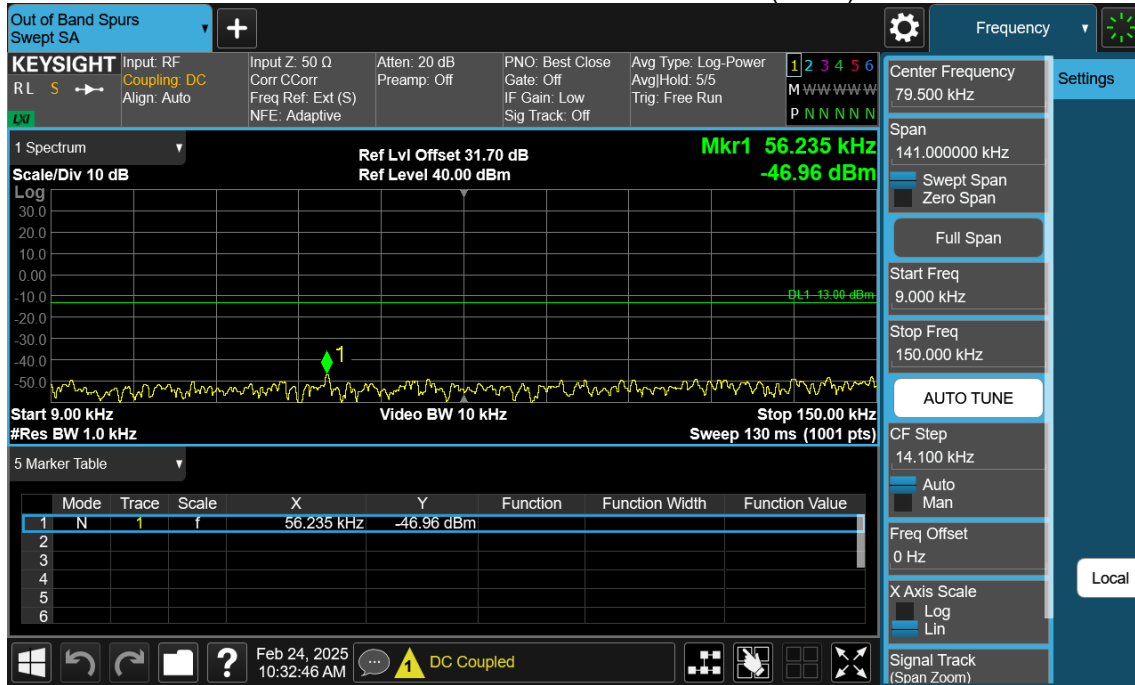 Out of Band Spurs
Swept SA
Frequency
KEYSIGHT
R L S
LXI
Input: RF
Coupling: DC
Align: Auto
Input Z: 50 Ω
Corr CCorr
Freq Ref: Ext (S)
NFE: Adaptive
Atten: 20 dB
Preamp: Off
PNO: Best Close
Gate: Off
IF Gain: Low
Sig Track: Off
Avg Type: Log-Power
Avg|Hold: 5/5
Trig: Free Run
1 2 3 4 5 6
M W W W W W
P N N N N N
1 Spectrum
Scale/Div 10 dB
Ref Lvl Offset 31.70 dB
Ref Level 40.00 dBm
Mkr1 56.235 kHz
-46.96 dBm
Log
30.0
20.0
10.0
0.00
-10.0
-20.0
-30.0
-40.0
-50.0
DL1 -13.00 dBm
1
Start 9.00 kHz
#Res BW 1.0 kHz
Video BW 10 kHz
Stop 150.00 kHz
Sweep 130 ms (1001 pts)
5 Marker Table
Mode Trace Scale X Y Function Function Width Function Value
1 N 1 f 56.235 kHz -46.96 dBm
2
3
4
5
6
Feb 24, 2025
10:32:46 AM
?
1
DC Coupled
Center Frequency
79.500 kHz
Settings
Span
141.000000 kHz
Swept Span
Zero Span
Full Span
Start Freq
9.000 kHz
Stop Freq
150.000 kHz
AUTO TUNE
CF Step
14.100 kHz
Auto
Man
Freq Offset
0 Hz
Local
X Axis Scale
Log
Lin
Signal Track
(Span Zoom)